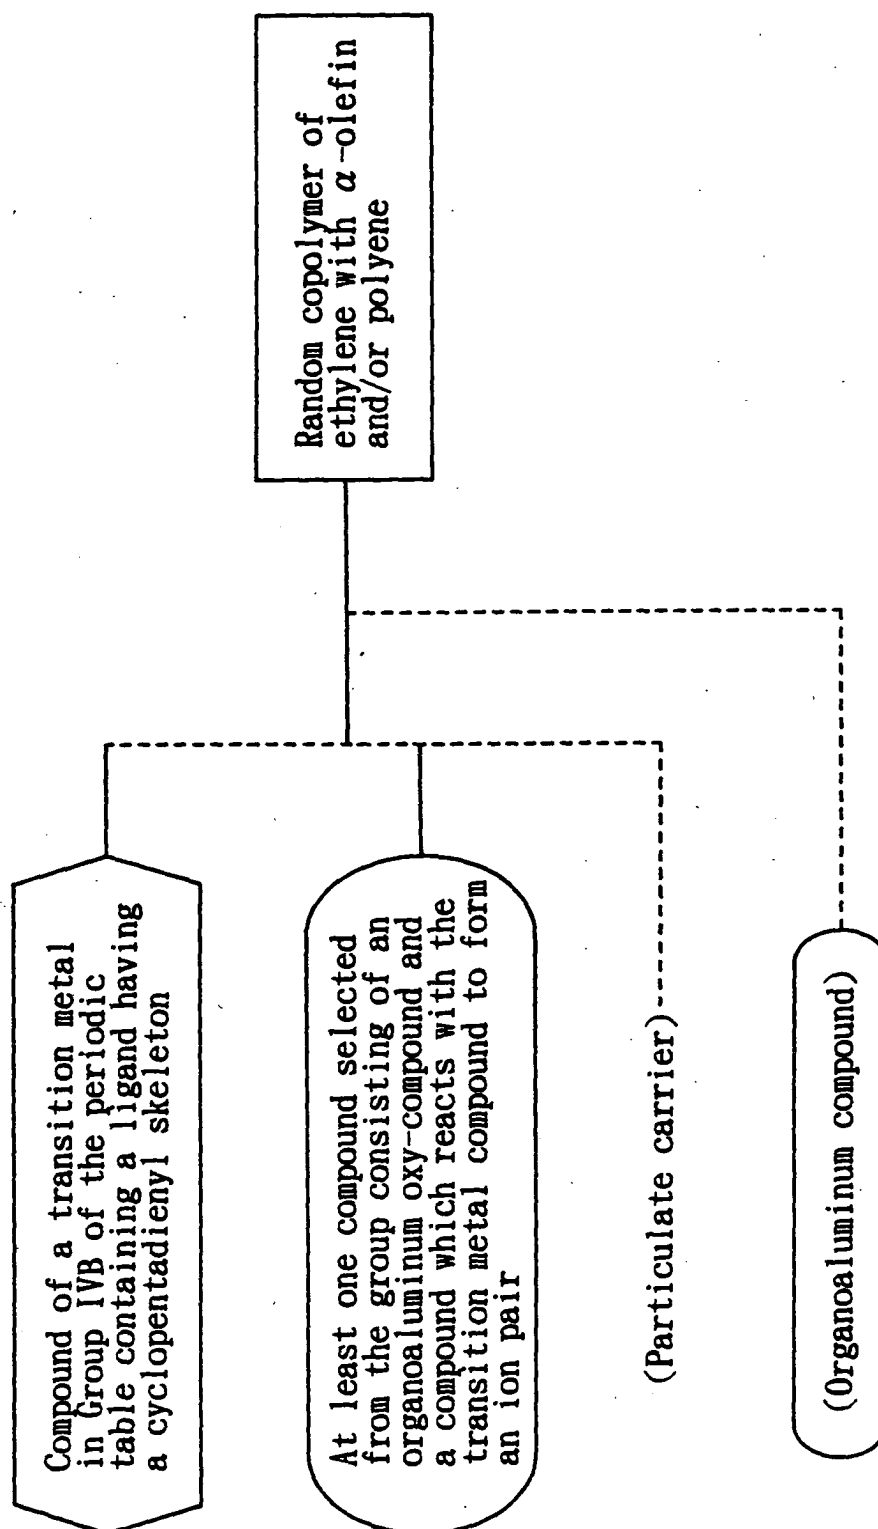 Compound of a transition metal
in Group IVB of the periodic
table containing a ligand having
a cyclopentadienyl skeleton
At least one compound selected
from the group consisting of an
organoaluminum oxy-compound and
a compound which reacts with the
transition metal compound to form
an ion pair
(Particulate carrier)
(Organoaluminum compound)
Random copolymer of
ethylene with α-olefin
and/or polyene